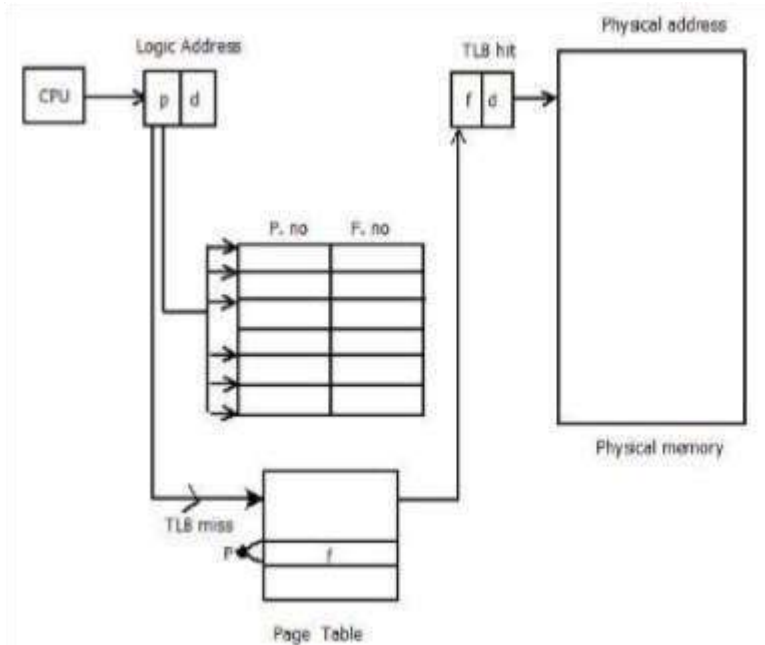 Physical address
Logic Address
TLB hit
CPU
p d
f d
P. no F. no
Physical memory
TLB miss
P
f
Page Table